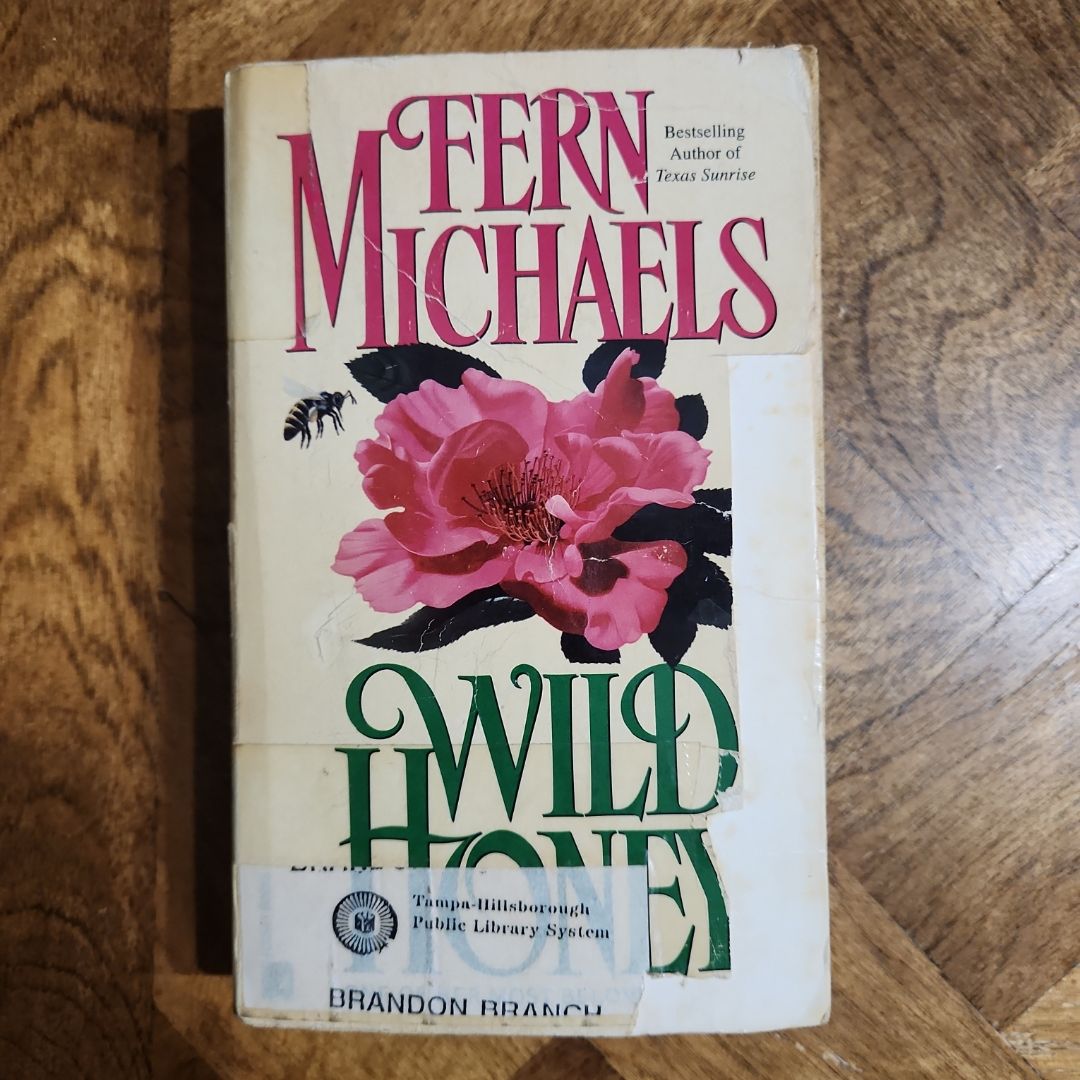 FERN
MICHAELS
Bestselling
Author of
Texas Sunrise
WILD
HONEY
Tampa-Hillsborough
Public Library System
BRANDON BRANCH